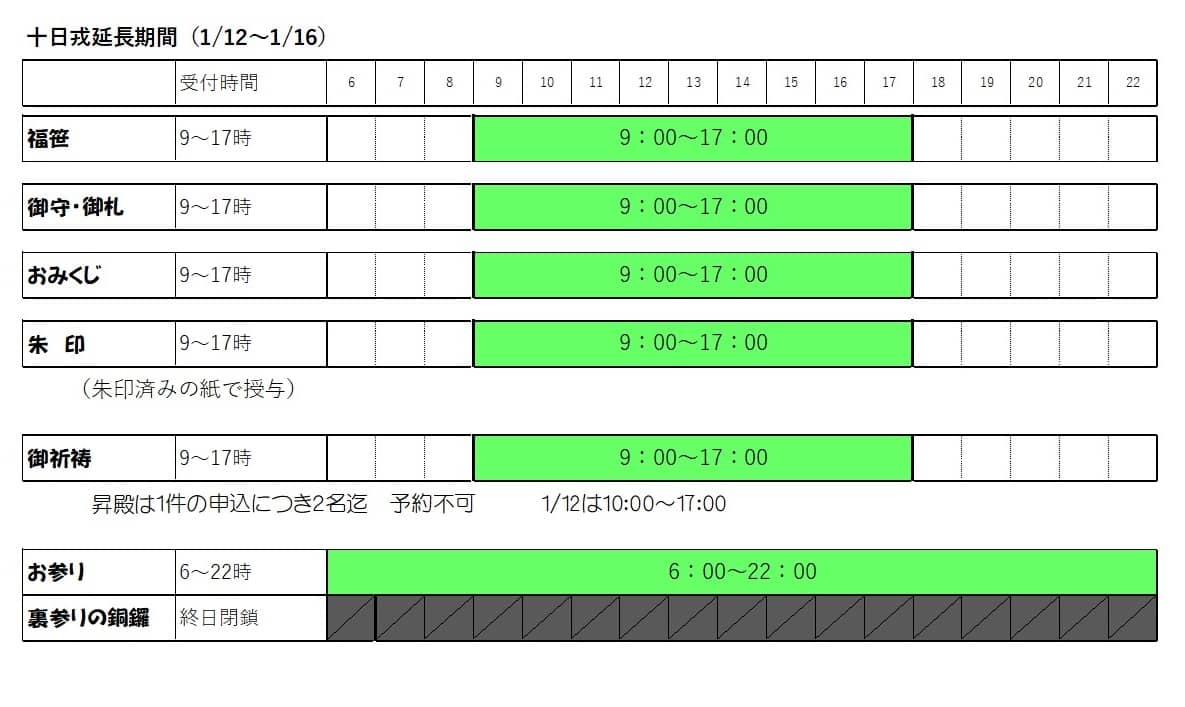 十日戎延長期間（1/12～1/16）
受付時間 6 7 8 9 10 11 12 13 14 15 16 17 18 19 20 21 22
福笹 9～17時 9：00～17：00
御守・御札 9～17時 9：00～17：00
おみくじ 9～17時 9：00～17：00
朱　印 9～17時 9：00～17：00
（朱印済みの紙で授与）
御祈祷 9～17時 9：00～17：00
昇殿は1件の申込につき2名迄　予約不可　　　1/12は10:00～17:00
お参り 6～22時 6：00～22：00
裏参りの銅鑼 終日閉鎖